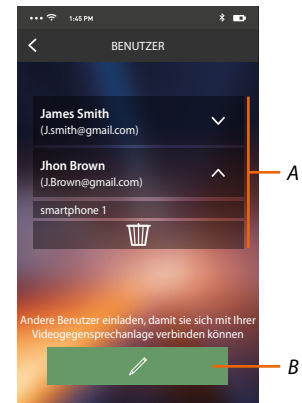 1:45 PM
BENUTZER
James Smith
(J.smith@gmail.com)
A
Jhon Brown
(J.Brown@gmail.com)
smartphone 1
Andere Benutzer einladen, damit sie sich mit Ihrer
Videogegensprechanlage verbinden können
B